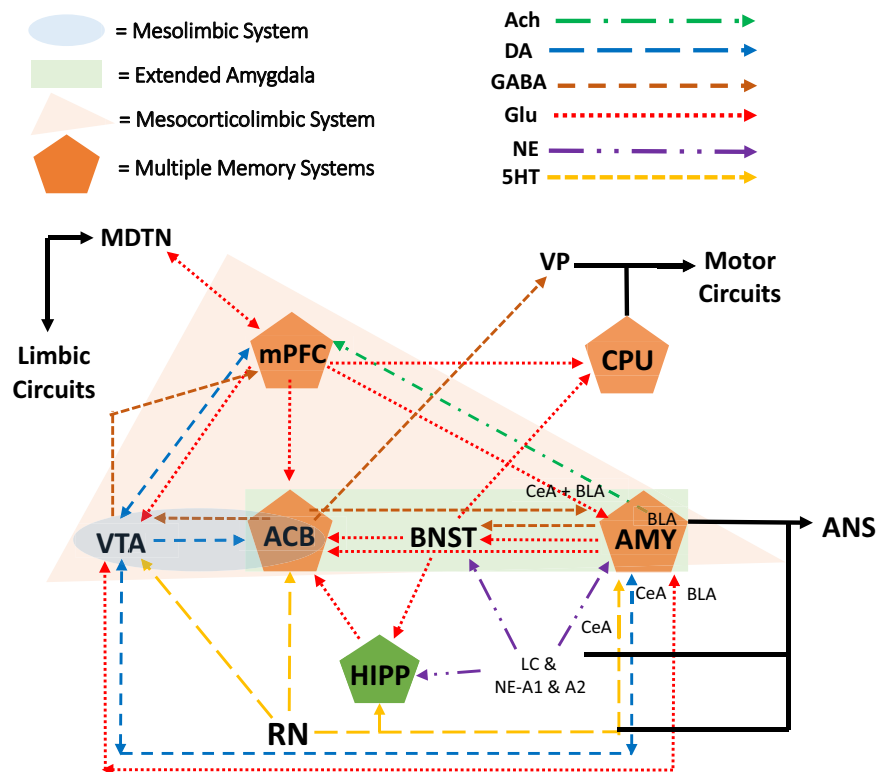 = Mesolimbic System
= Extended Amygdala
= Mesocorticolimbic System
= Multiple Memory Systems
Ach
DA
GABA
Glu
NE
5HT
MDTN
Limbic
Circuits
VP
Motor
Circuits
mPFC
CPU
CeA + BLA
VTA
ACB
BNST
BLA
AMY
ANS
CeA
BLA
CeA
HIPP
LC &
NE-A1 & A2
RN